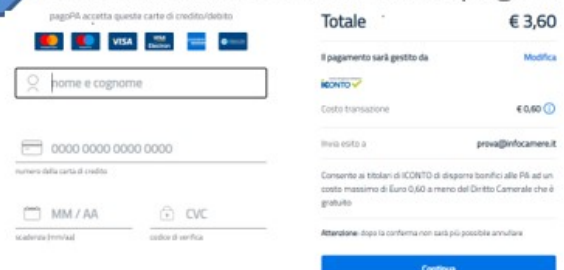 pagoPA accetta queste carte di credito/debito
VISA
VISA
Electron
nome e cognome
0000 0000 0000 0000
numero della carta di credito
MM / AA
CVC
scadenza (mm/aa)
codice di verifica
Totale € 3,60
Il pagamento sarà gestito da Modifica
ICONTO
Costo transazione € 0,60
Invia esito a prova@infocamere.it
Consente ai titolari di ICONTO di disporre bonifici alle PA ad un
costo massimo di Euro 0,60 a meno del Diritto Camerale che è
gratuito
Attenzione: dopo la conferma non sarà più possibile annullare
Continua